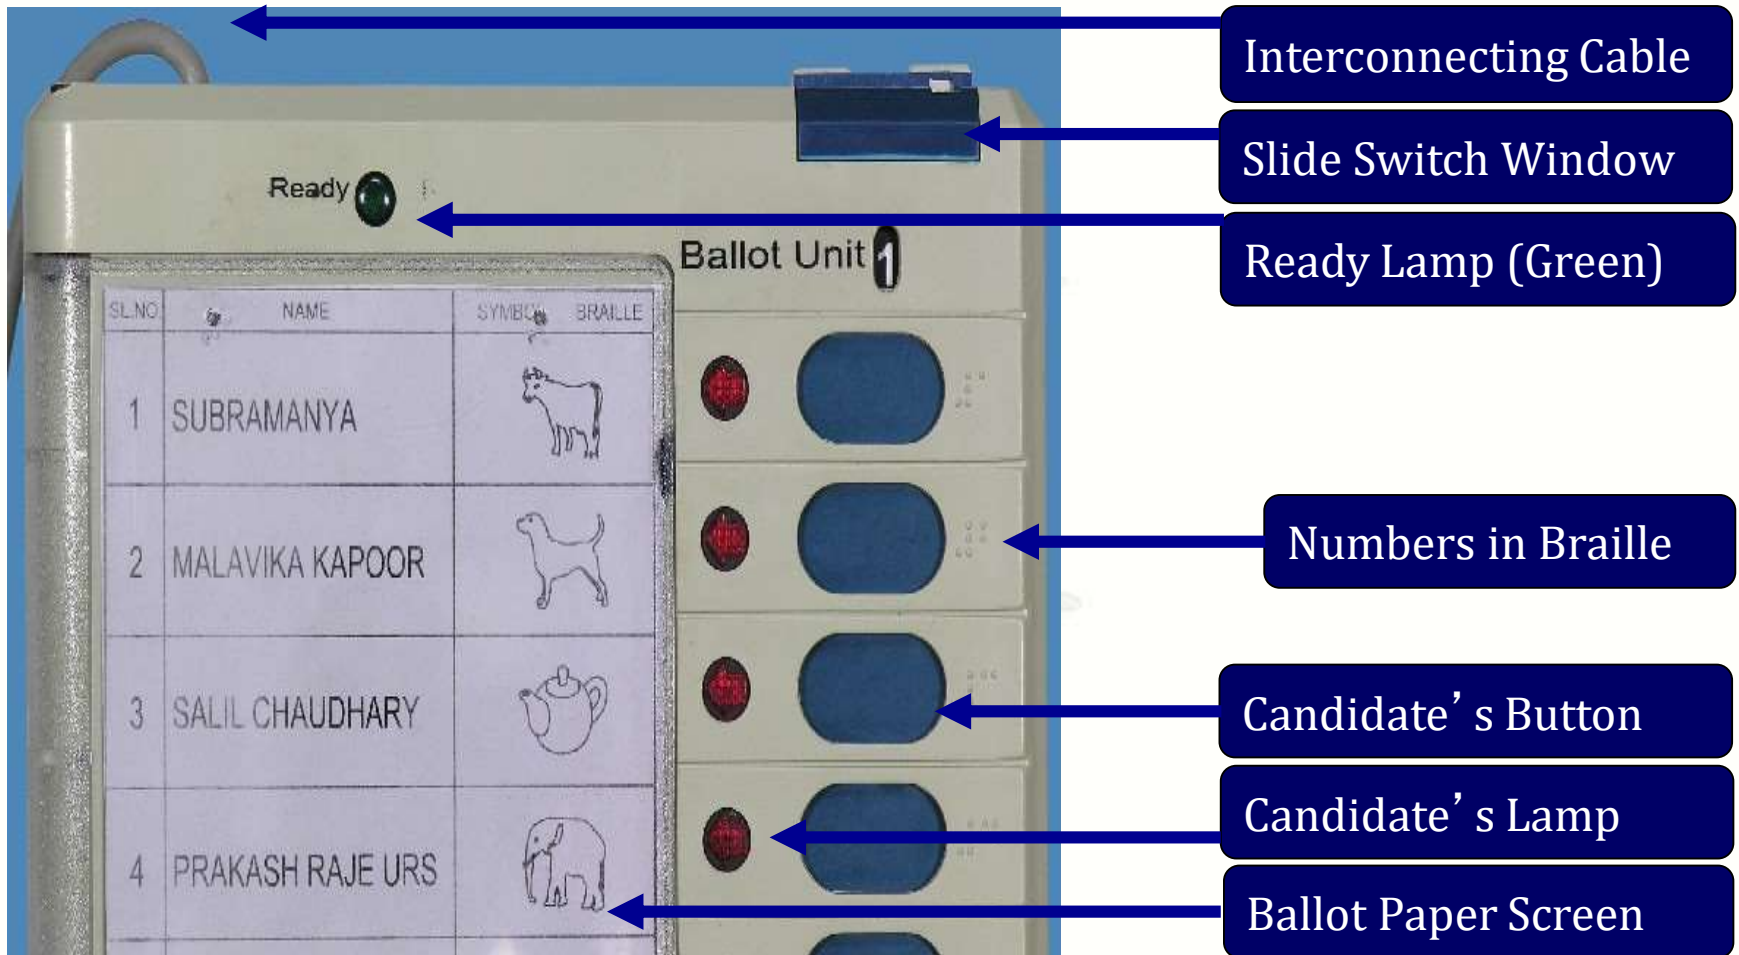 Interconnecting Cable
Slide Switch Window
Ready
Ready Lamp (Green)
Ballot Unit 1
SL.NO. NAME SYMBOL BRAILLE
1 SUBRAMANYA
2 MALAVIKA KAPOOR
Numbers in Braille
3 SALIL CHAUDHARY
Candidate’s Button
Candidate’s Lamp
4 PRAKASH RAJE URS
Ballot Paper Screen